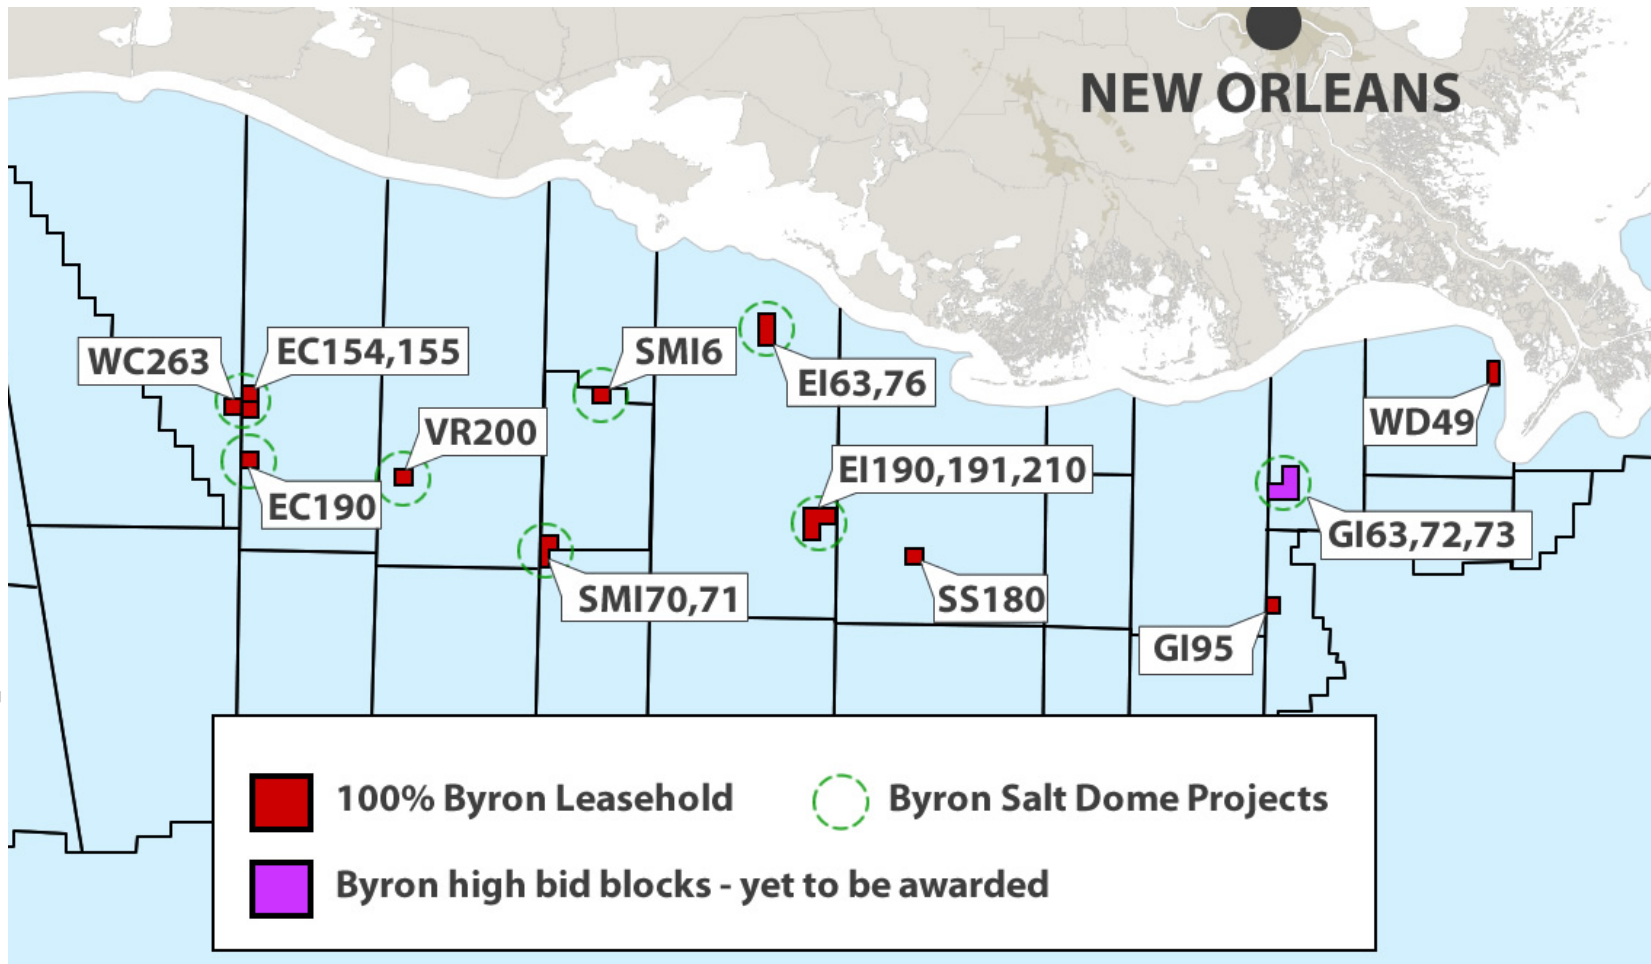 NEW ORLEANS
WC263
EC154,155
SMI6
EI63,76
WD49
VR200
EI190,191,210
EC190
GI63,72,73
SMI70,71
SS180
GI95
100% Byron Leasehold
Byron Salt Dome Projects
Byron high bid blocks - yet to be awarded